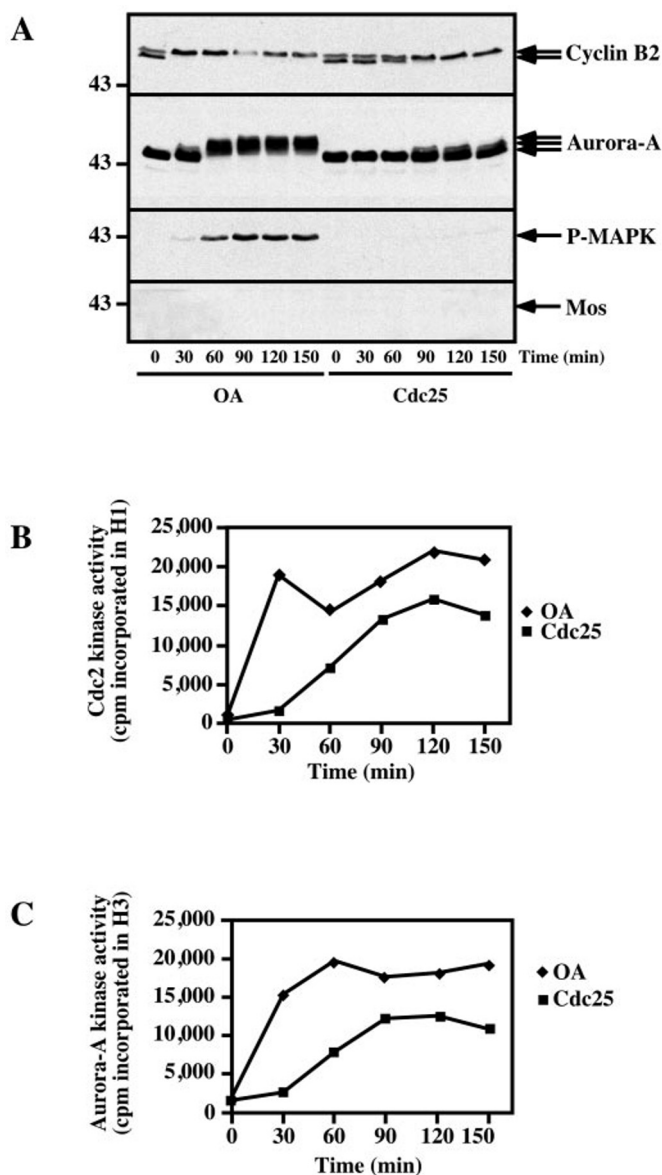 A
Cyclin B2
43
Aurora-A
43
43
P-MAPK
43
Mos
0 30 60 90 120 150 0 30 60 90 120 150 Time (min)
OA Cdc25
B
Cdc2 kinase activity
(cpm incorporated in H1)
25,000
20,000
15,000
10,000
5,000
0
0 30 60 90 120 150
Time (min)
OA
Cdc25
C
Aurora-A kinase activity
(cpm incorporated in H3)
25,000
20,000
15,000
10,000
5,000
0
0 30 60 90 120 150
Time (min)
OA
Cdc25